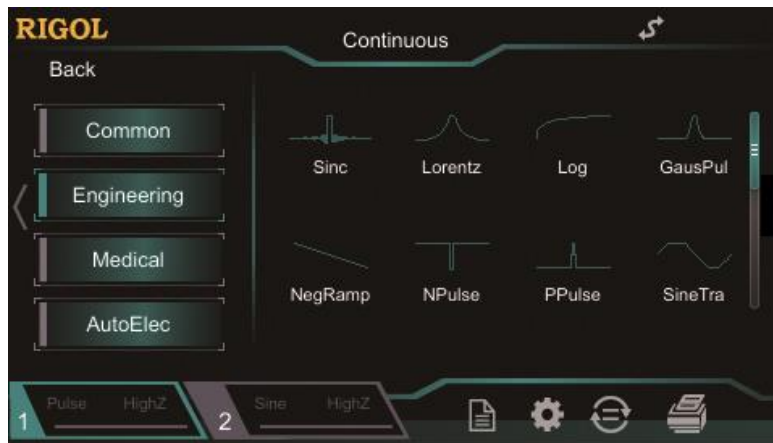 RIGOL
Continuous
Back
Common
Engineering
Medical
AutoElec
Sinc Lorentz Log GausPul
NegRamp NPulse PPulse SineTra
1 Pulse HighZ 2 Sine HighZ